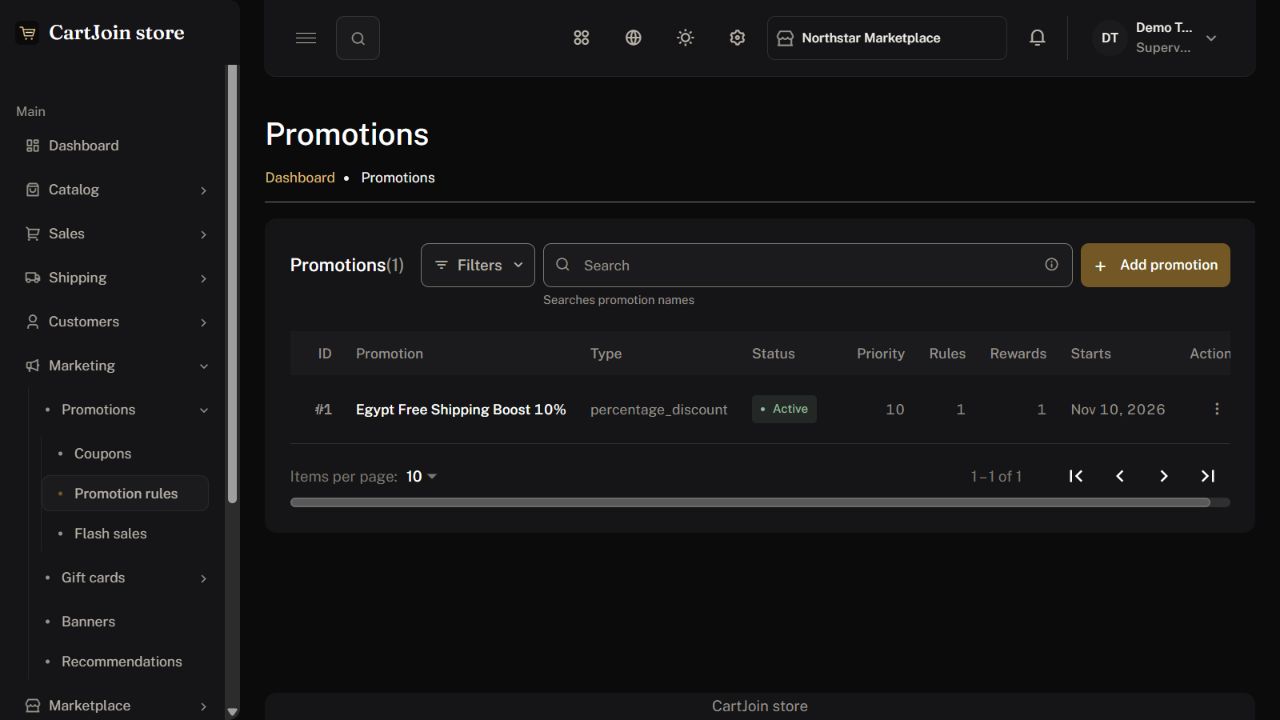 CartJoin store
Main
Dashboard
Catalog
Sales
Shipping
Customers
Marketing
Promotions
Coupons
Promotion rules
Flash sales
Gift cards
Banners
Recommendations
Marketplace
Northstar Marketplace
DT
Demo T...
Superv...
Promotions
Dashboard • Promotions
Promotions(1)
Filters
Search
Add promotion
Searches promotion names
ID Promotion Type Status Priority Rules Rewards Starts Action
#1 Egypt Free Shipping Boost 10% percentage_discount • Active 10 1 1 Nov 10, 2026
Items per page: 10 1–1 of 1
CartJoin store